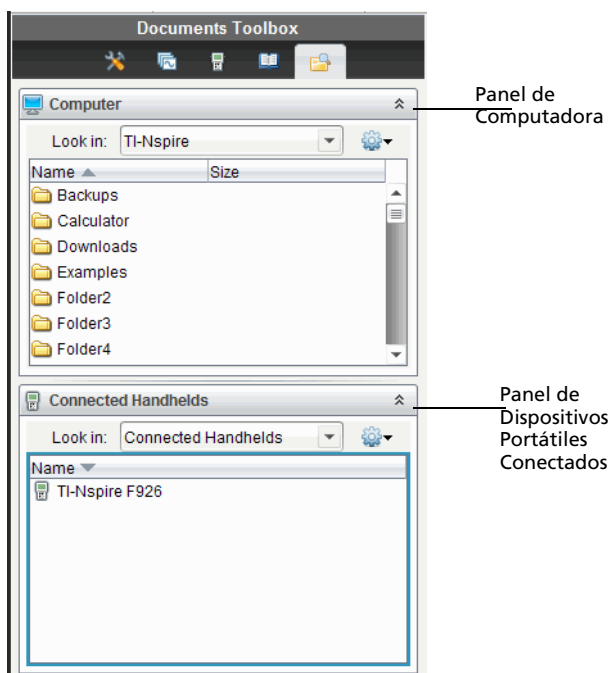 Documents Toolbox
Computer
Panel de
Computadora
Look in: TI-Nspire
Name Size
Backups
Calculator
Downloads
Examples
Folder2
Folder3
Folder4
Connected Handhelds
Panel de
Dispositivos
Portátiles
Conectados
Look in: Connected Handhelds
Name
TI-Nspire F926